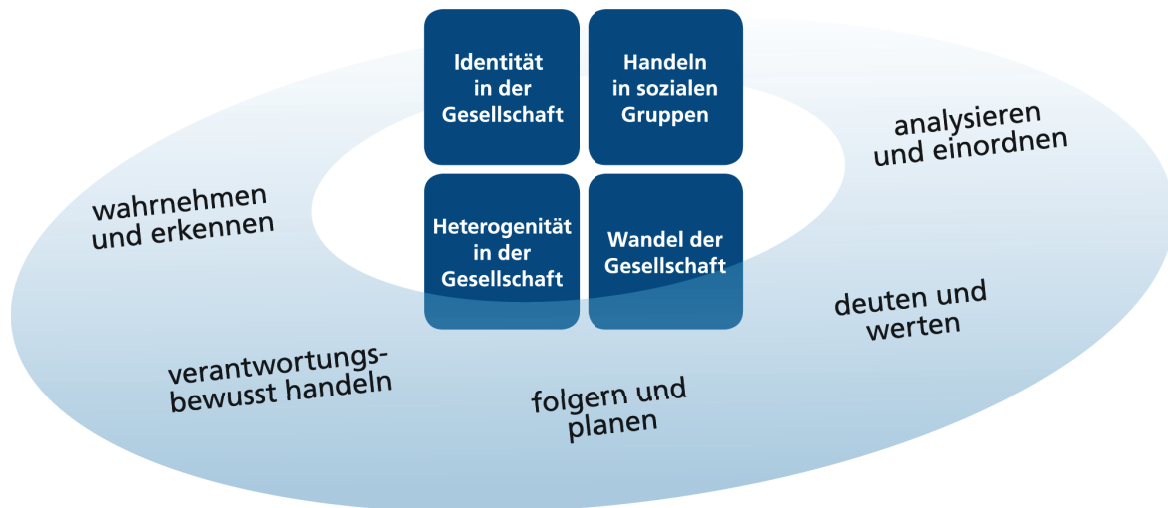 Identität
in der
Gesellschaft
Handeln
in sozialen
Gruppen
Heterogenität
in der
Gesellschaft
Wandel der
Gesellschaft
wahrnehmen
und erkennen
analysieren
und einordnen
deuten und
werten
folgern und
planen
verantwortungs-
bewusst handeln